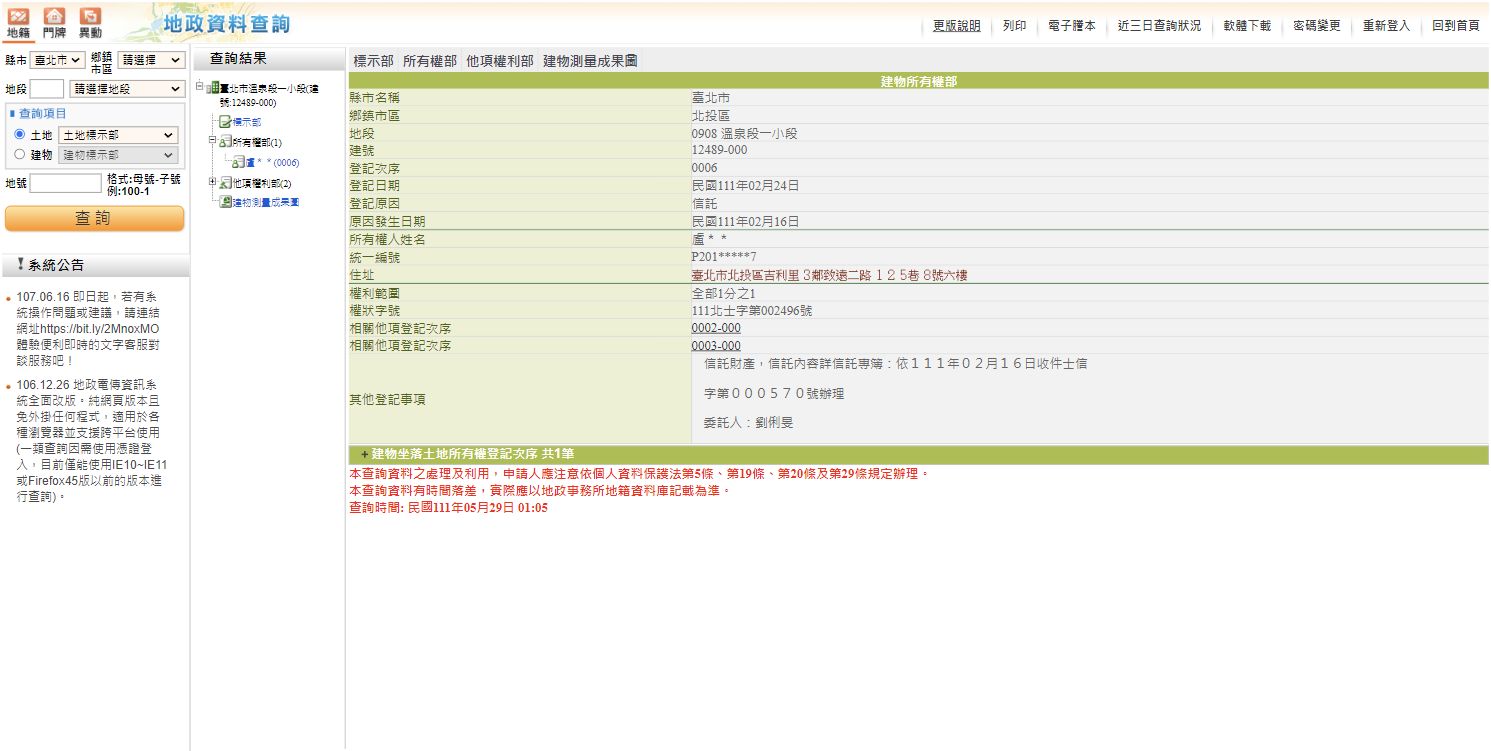 地籍 門牌 異動
地政資料查詢
更版說明 列印 電子謄本 近三日查詢狀況 軟體下載 密碼變更 重新登入 回到首頁
縣市 臺北市 鄉鎮市區 請選擇
地段 請選擇地段
查詢項目
土地 土地標示部
建物 建物標示部
地號 格式:母號-子號
例:100-1
查詢
系統公告
107.06.16 即日起，若有系
統操作問題或建議，請連結
網址https://bit.ly/2MnoxMO
體驗便利即時的文字客服對
談服務吧！
106.12.26 地政電傳資訊系
統全面改版。純網頁版本且
免外掛任何程式，適用於各
種瀏覽器並支援跨平台使用
(一類查詢因需使用憑證登
入，目前僅能使用IE10~IE11
或Firefox45版以前的版本進
行查詢)。
查詢結果
臺北市溫泉段一小段(建
號:12489-000)
標示部
所有權部(1)
盧＊＊(0006)
他項權利部(2)
建物測量成果圖
標示部 所有權部 他項權利部 建物測量成果圖
建物所有權部
縣市名稱 臺北市
鄉鎮市區 北投區
地段 0908 溫泉段一小段
建號 12489-000
登記次序 0006
登記日期 民國111年02月24日
登記原因 信託
原因發生日期 民國111年02月16日
所有權人姓名 盧＊＊
統一編號 P201*****7
住址 臺北市北投區吉利里３鄰致遠二路１２５巷８號六樓
權利範圍 全部1分之1
權狀字號 111北士字第002496號
相關他項登記次序 0002-000
相關他項登記次序 0003-000
其他登記事項 信託財產，信託內容詳信託專簿：依１１１年０２月１６日收件士信
字第０００５７０號辦理
委託人：劉俐旻
+ 建物坐落土地所有權登記次序 共1筆
本查詢資料之處理及利用，申請人應注意依個人資料保護法第5條、第19條、第20條及第29條規定辦理。
本查詢資料有時間落差，實際應以地政事務所地籍資料庫記載為準。
查詢時間: 民國111年05月29日 01:05